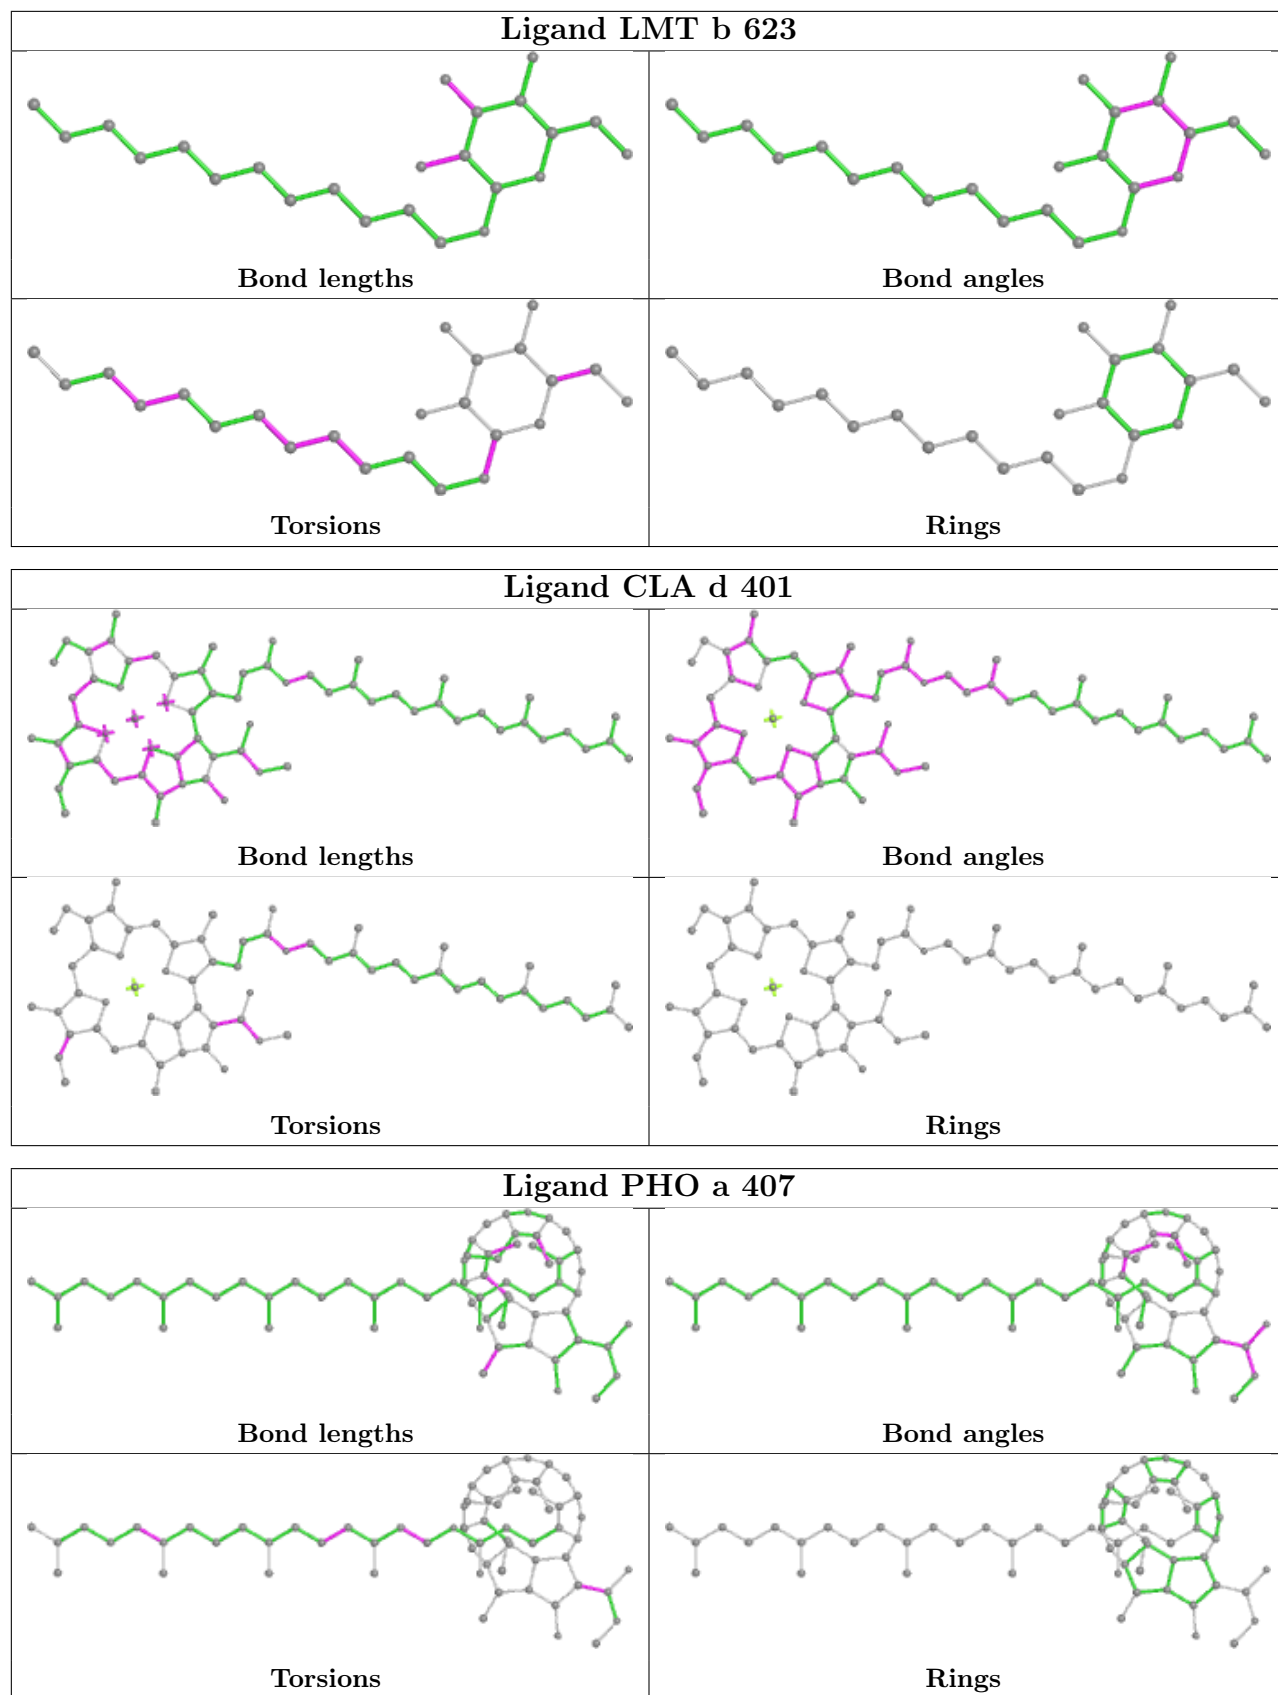 Ligand LMT b 623
Bond lengths
Bond angles
Torsions
Rings
Ligand CLA d 401
Bond lengths
Bond angles
Torsions
Rings
Ligand PHO a 407
Bond lengths
Bond angles
Torsions
Rings